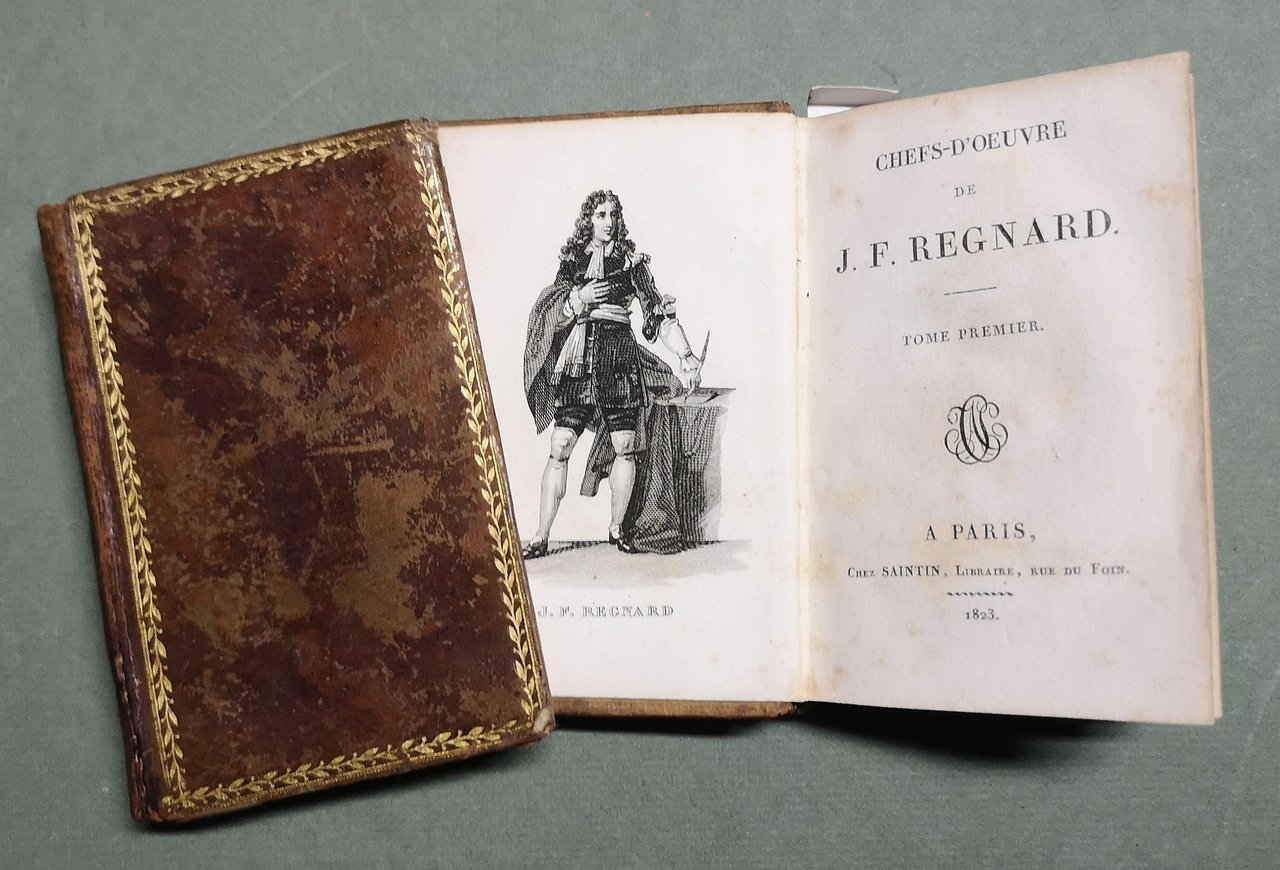 J. F. REGNARD
CHEFS-D'OEUVRE
DE
J. F. REGNARD.
TOME PREMIER.
A PARIS,
Chez SAINTIN, Libraire, rue du Foin.
1823.